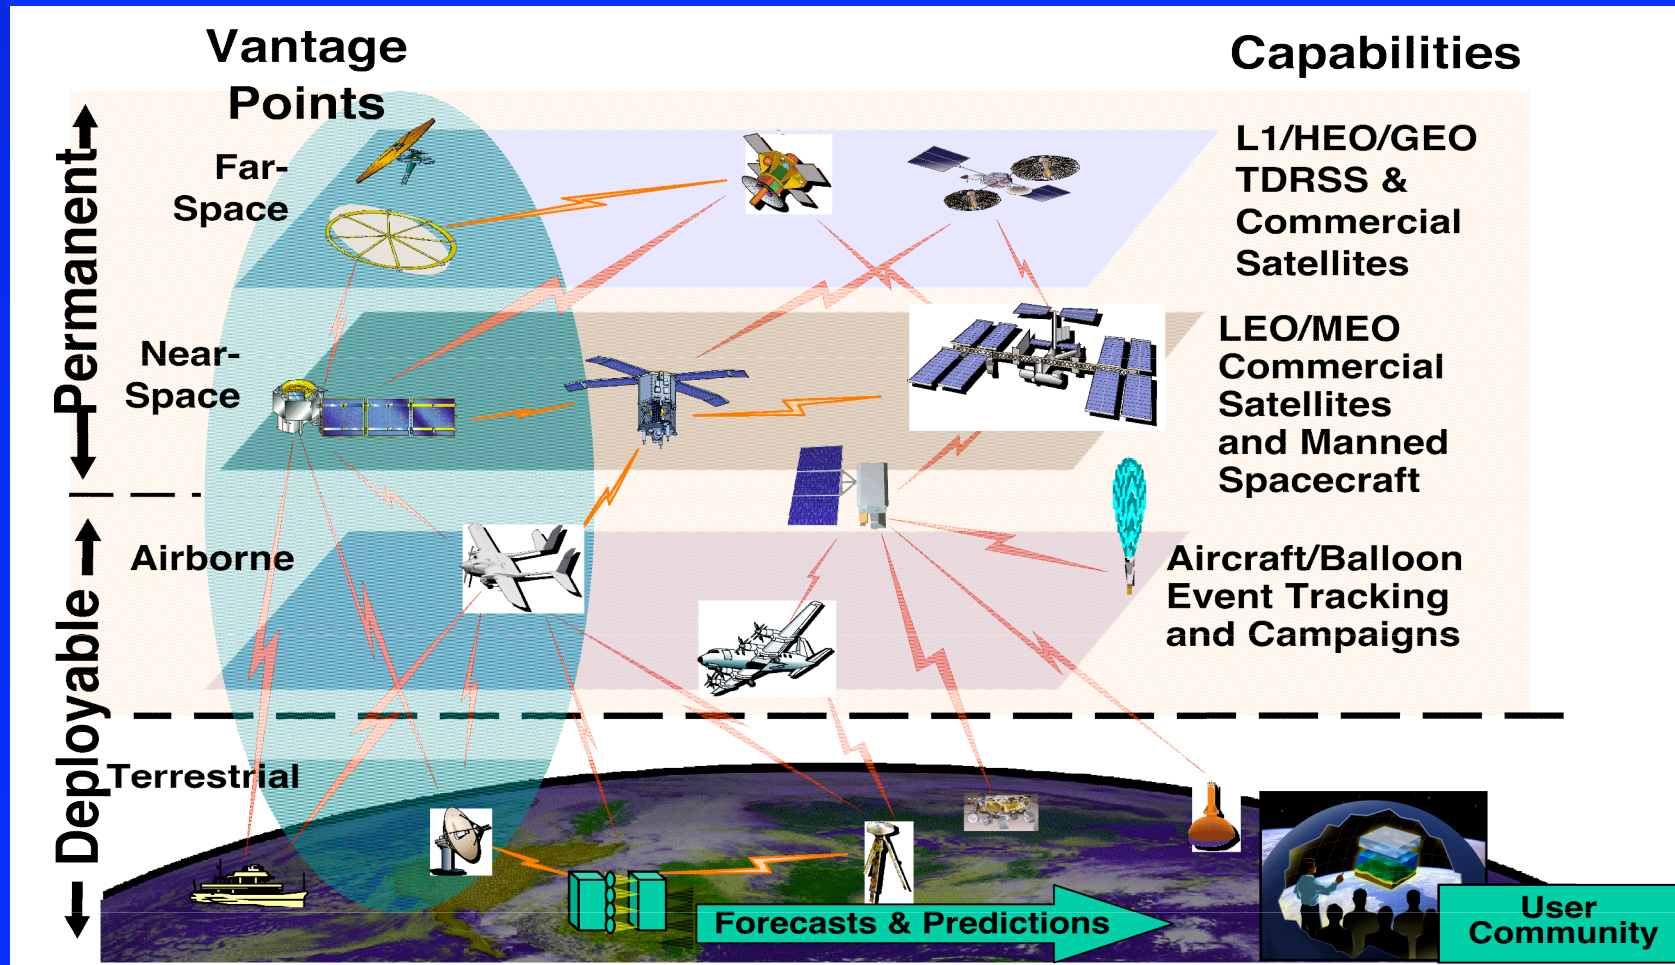 Vantage
Points
Capabilities
Permanent
Far-
Space
L1/HEO/GEO
TDRSS &
Commercial
Satellites
Near-
Space
LEO/MEO
Commercial
Satellites
and Manned
Spacecraft
Deployable
Airborne
Aircraft/Balloon
Event Tracking
and Campaigns
Terrestrial
Forecasts & Predictions
User
Community